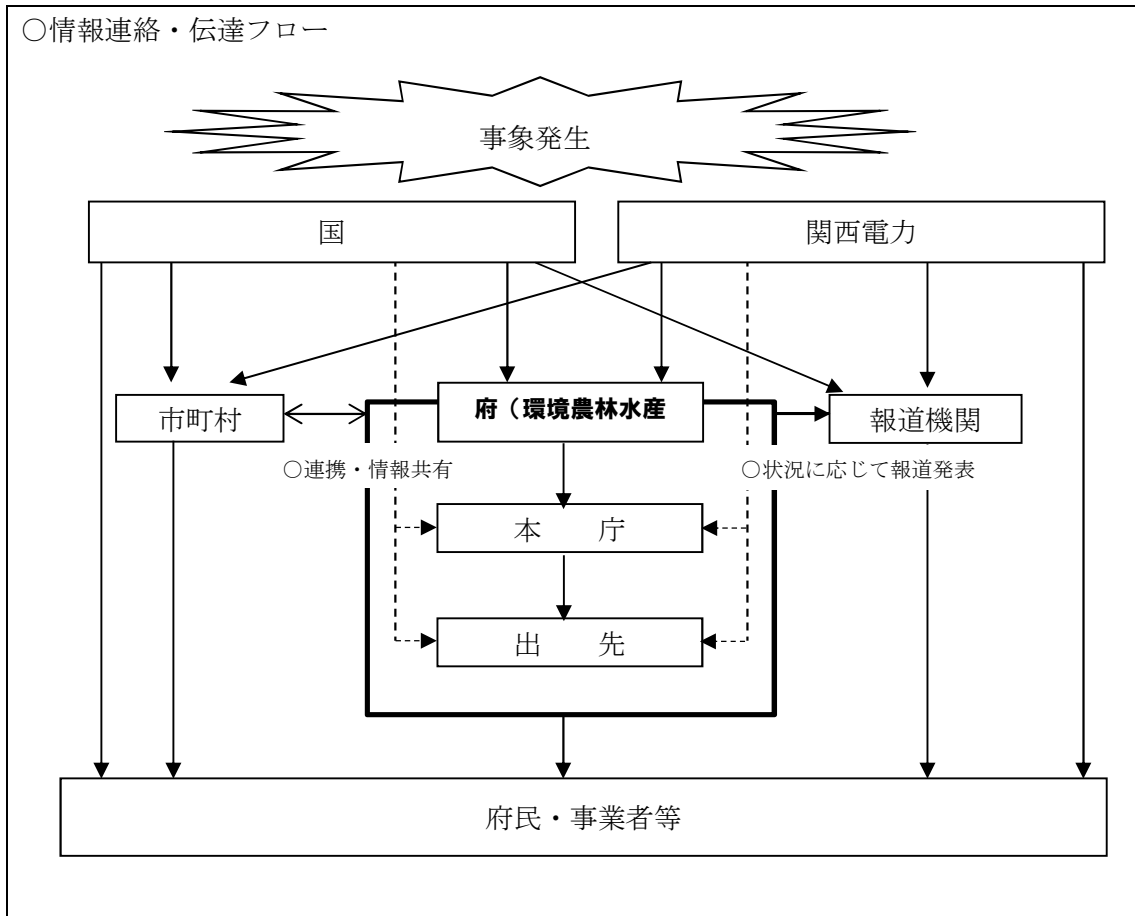 ○情報連絡・伝達フロー
事象発生
国
関西電力
市町村
府（環境農林水産
報道機関
○連携・情報共有
○状況に応じて報道発表
本　　庁
出　　先
府民・事業者等